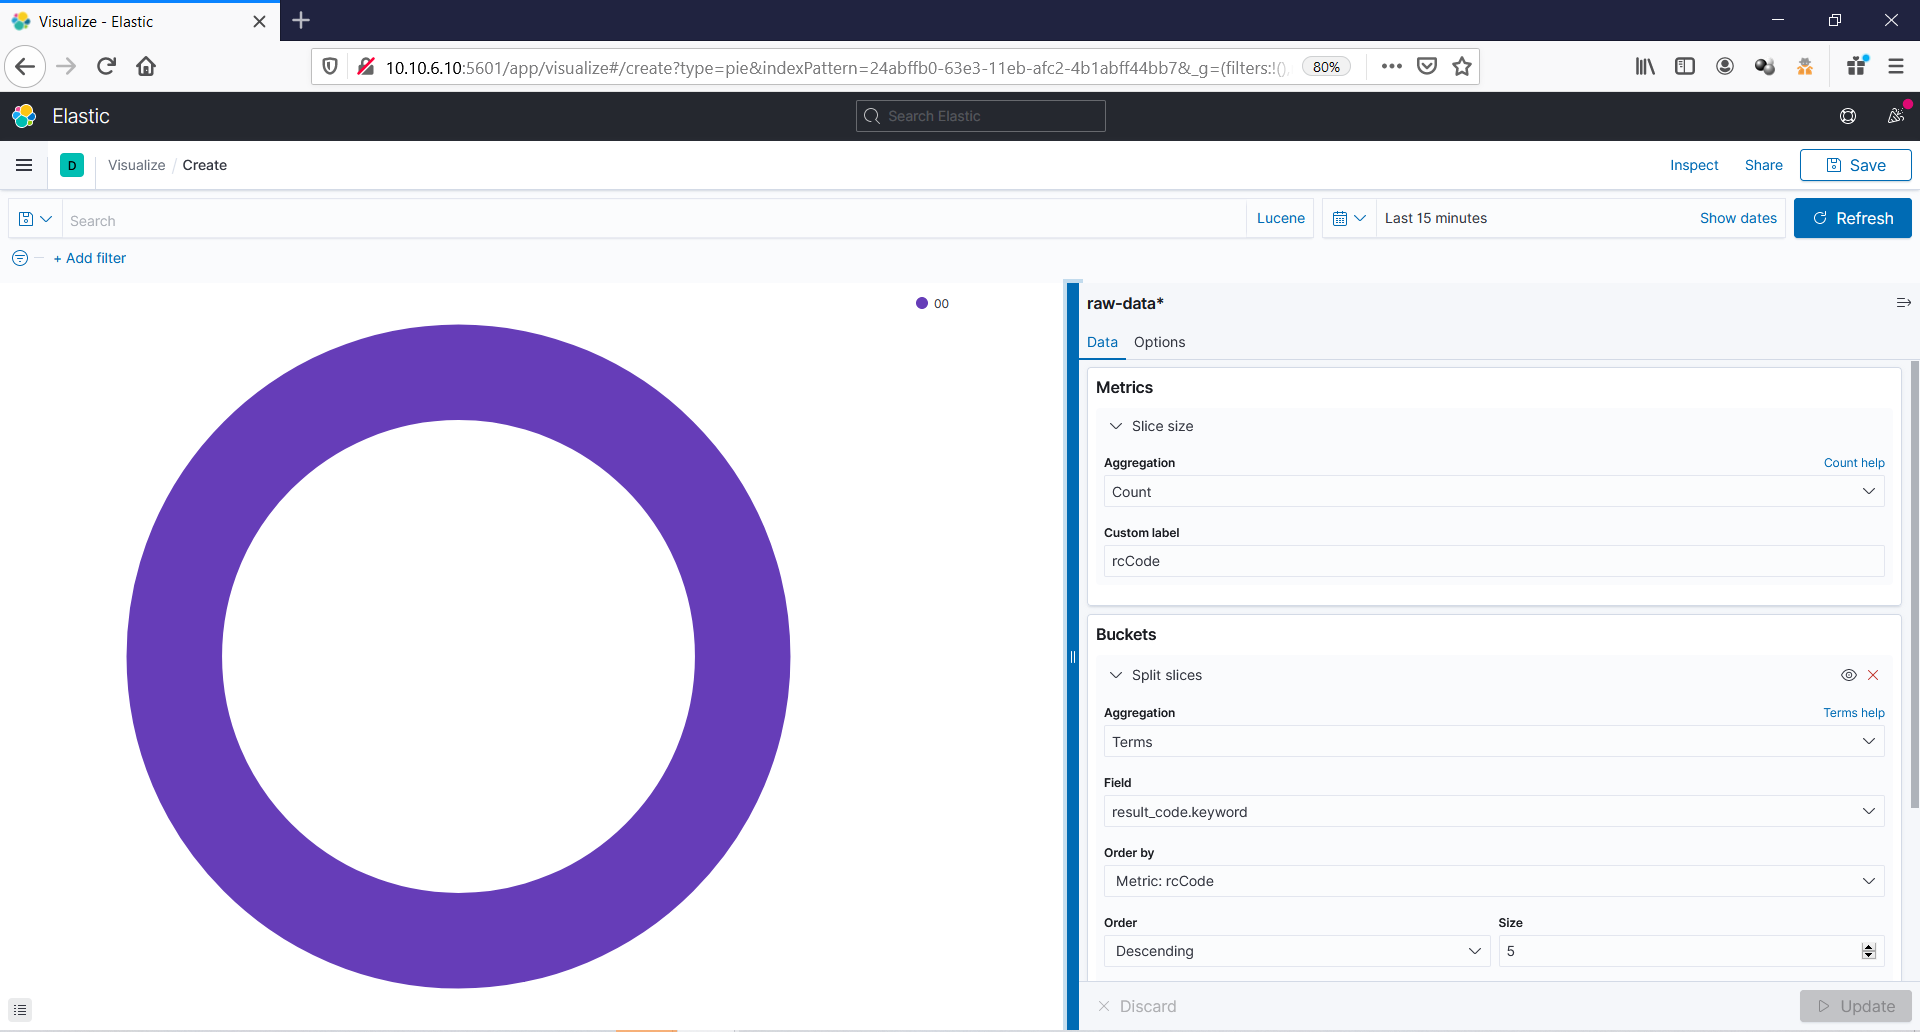 Visualize - Elastic
10.10.6.10:5601/app/visualize#/create?type=pie&indexPattern=24abffb0-63e3-11eb-afc2-4b1abff44bb7&_g=(filters:!(),
80%
Elastic
Search Elastic
D
Visualize / Create
Inspect
Share
Save
Search
Lucene
Last 15 minutes
Show dates
Refresh
+ Add filter
00
raw-data*
Data
Options
Metrics
Slice size
Aggregation
Count help
Count
Custom label
rcCode
Buckets
Split slices
Aggregation
Terms help
Terms
Field
result_code.keyword
Order by
Metric: rcCode
Order
Size
Descending
5
Discard
Update